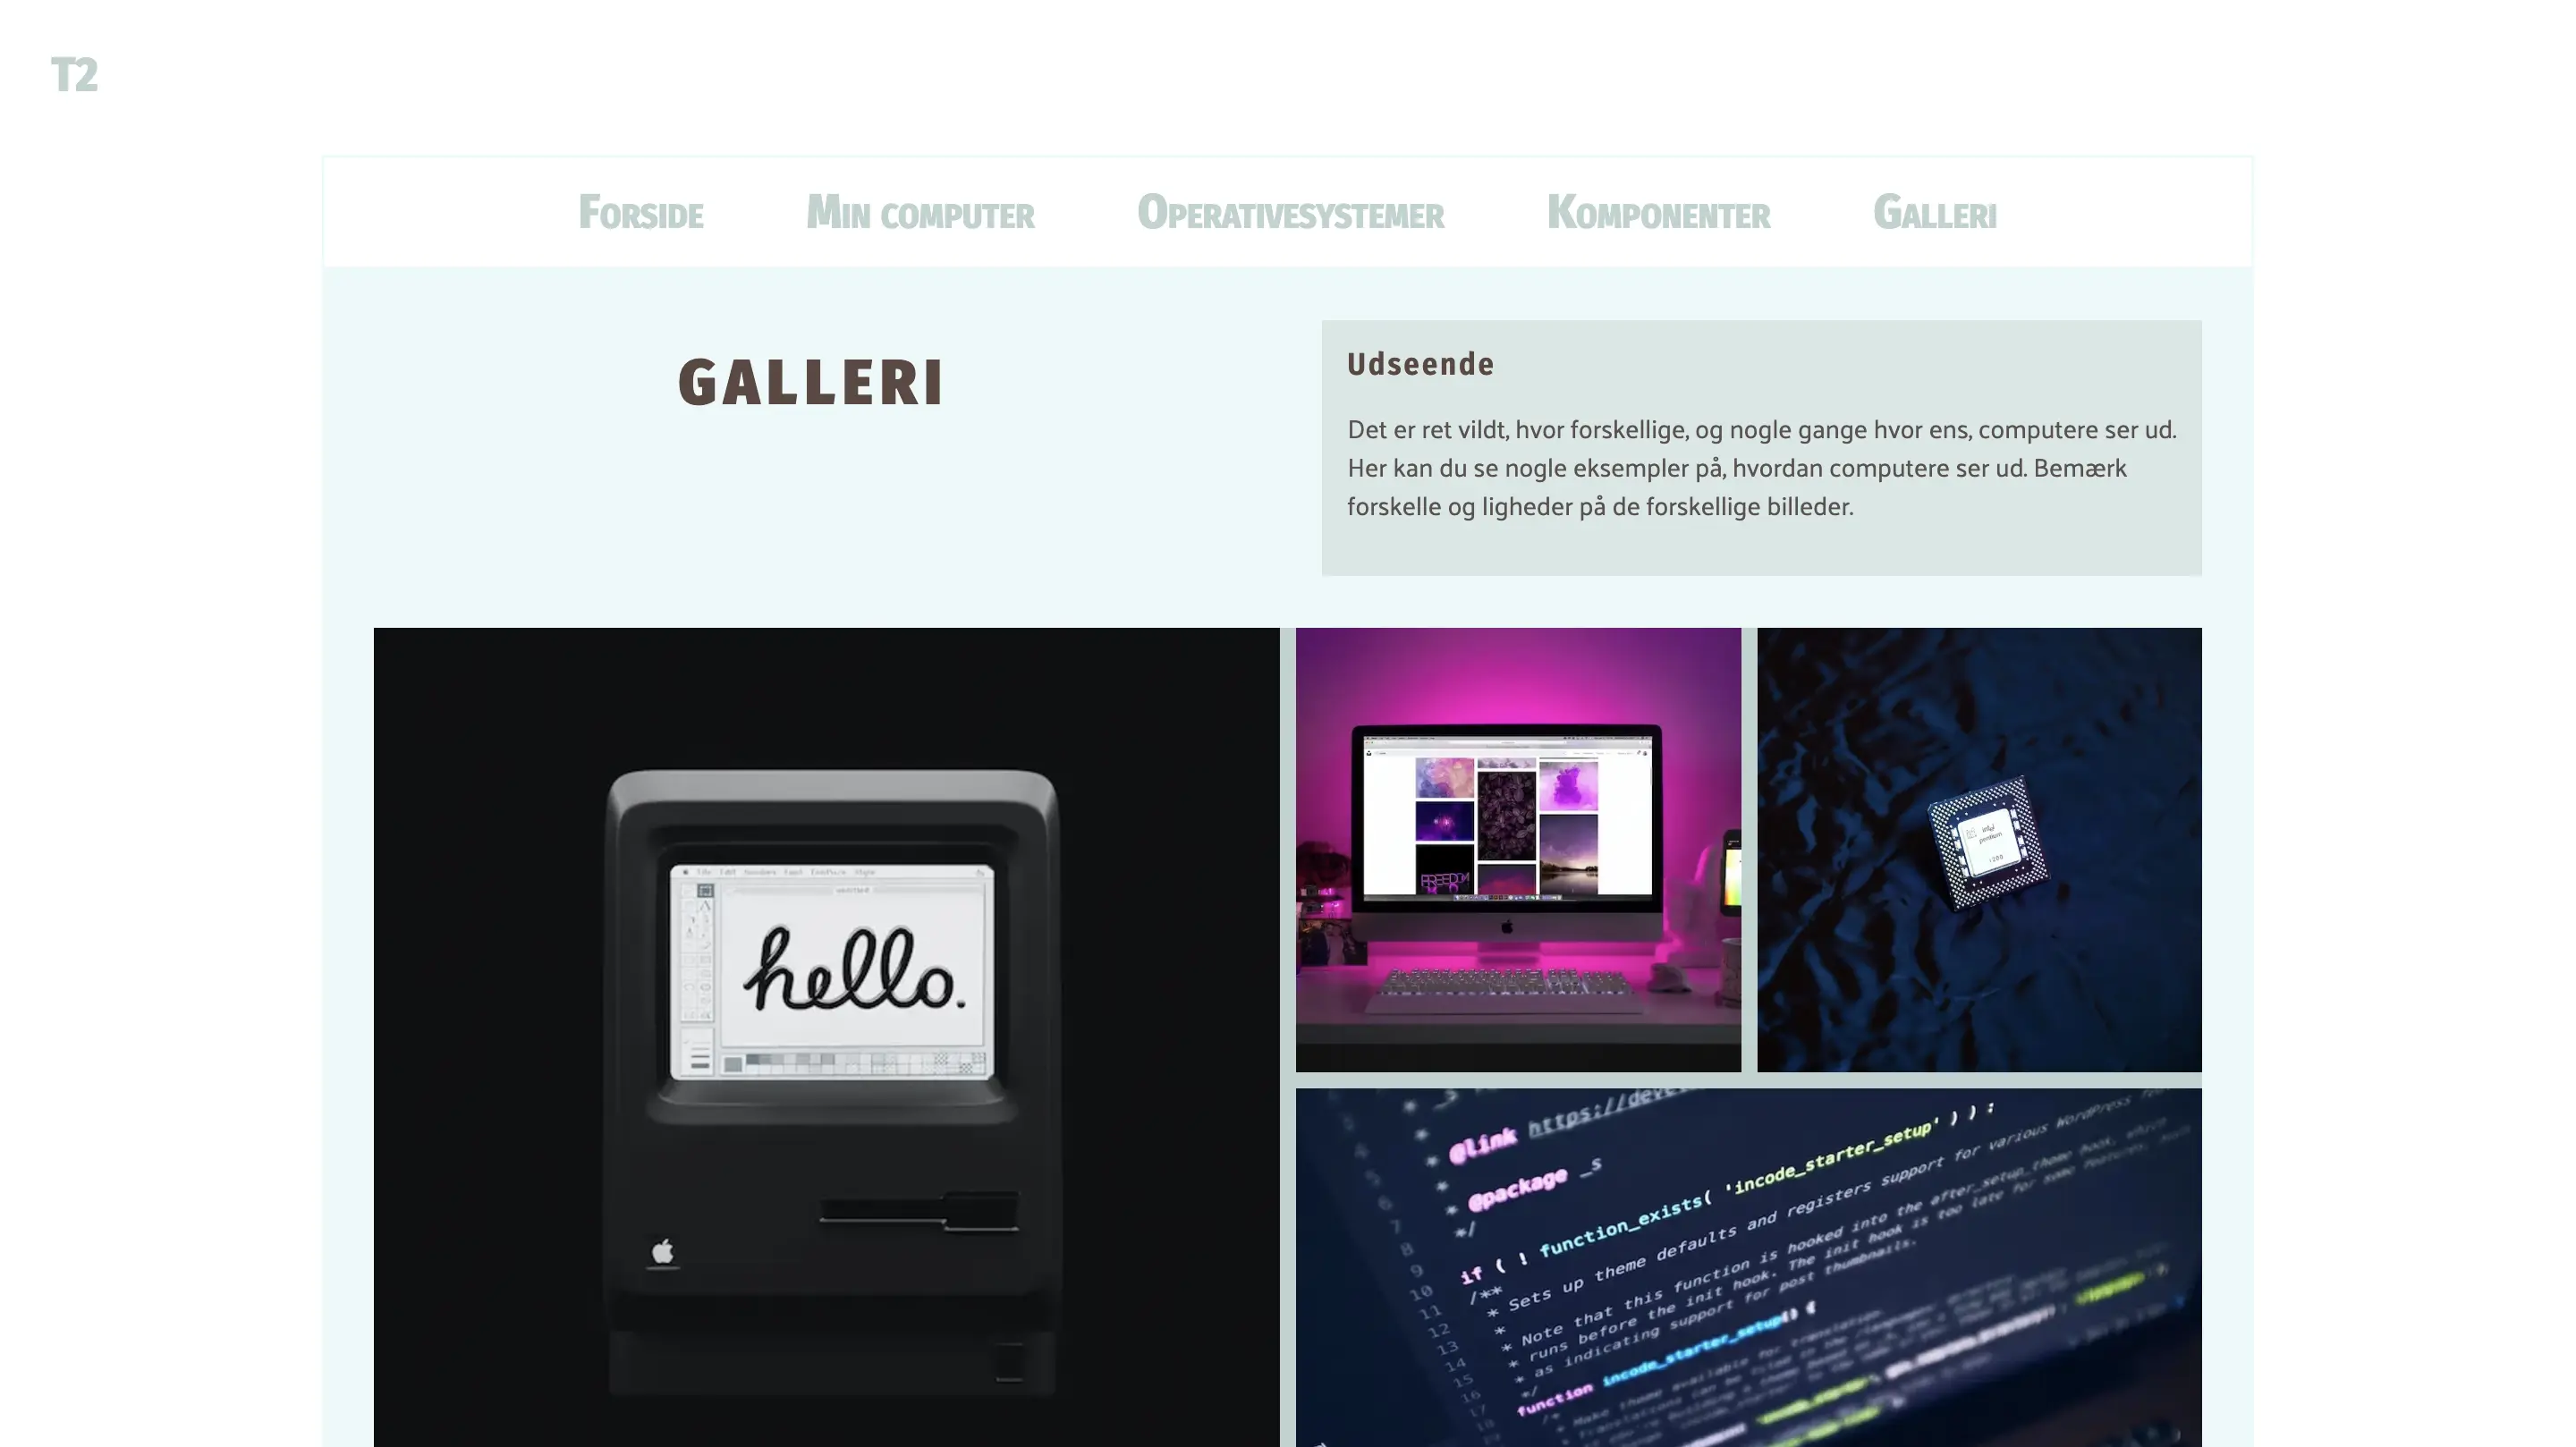 T2
Forside Min computer Operativesystemer Komponenter Galleri
GALLERI
Udseende
Det er ret vildt, hvor forskellige, og nogle gange hvor ens, computere ser ud.
Her kan du se nogle eksempler på, hvordan computere ser ud. Bemærk
forskelle og ligheder på de forskellige billeder.
hello.
FREEDOM
intel
pentium
* @link https://deve
* @package _s
*/
if ( ! function_exists( 'incode_starter_setup' ) ) :
/**
* Sets up theme defaults and registers support for various WordPress
* Note that this function is hooked into the after_setup_theme hook, which
* runs before the init hook. The init hook is too late for some features,
* as indicating support for post thumbnails.
*/
function incode_starter_setup() {